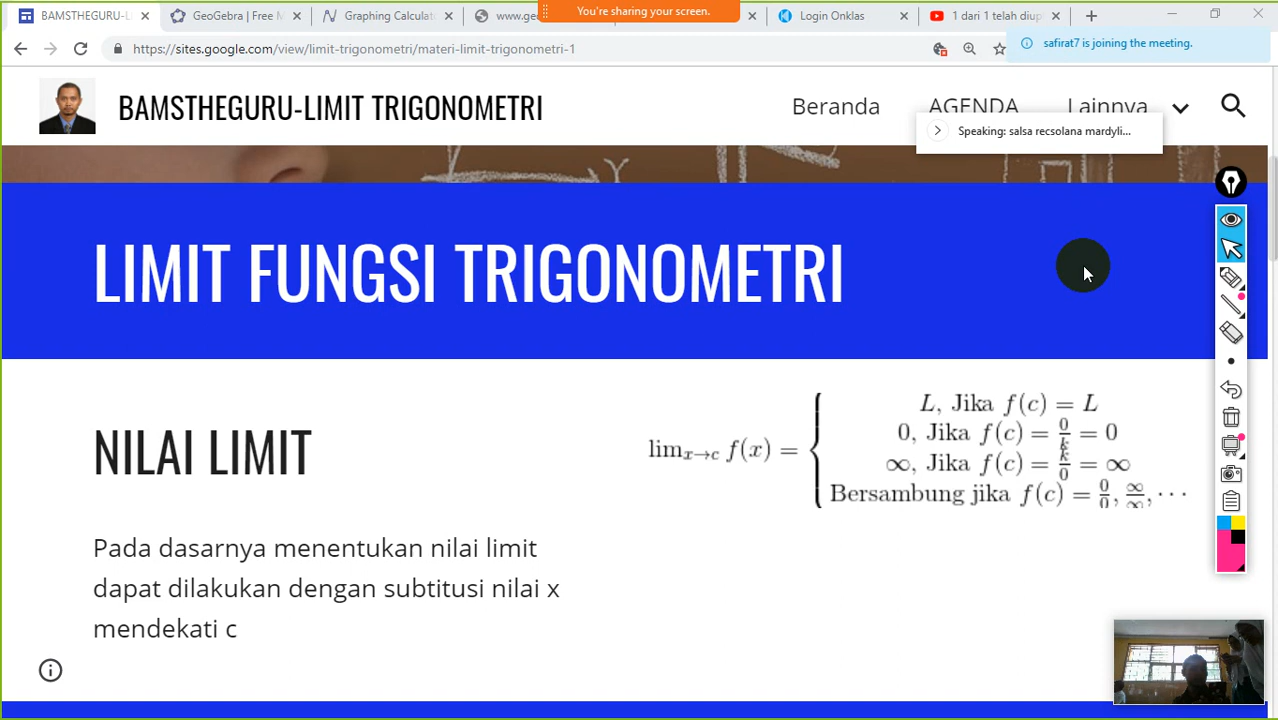 BAMSTHEGURU-L
GeoGebra | Free M
Graphing Calculat
www.ge
You're sharing your screen.
Login Onklas
1 dari 1 telah diup
https://sites.google.com/view/limit-trigonometri/materi-limit-trigonometri-1
safirat7 is joining the meeting.
BAMSTHEGURU-LIMIT TRIGONOMETRI
Beranda
AGENDA
Lainnya
Speaking: salsa recsolana mardyli...
LIMIT FUNGSI TRIGONOMETRI
NILAI LIMIT
lim x→c f(x) = {
L, Jika f(c) = L
0, Jika f(c) = 0/k = 0
∞, Jika f(c) = k/0 = ∞
Bersambung jika f(c) = 0/0, ∞/∞, ···
Pada dasarnya menentukan nilai limit
dapat dilakukan dengan subtitusi nilai x
mendekati c